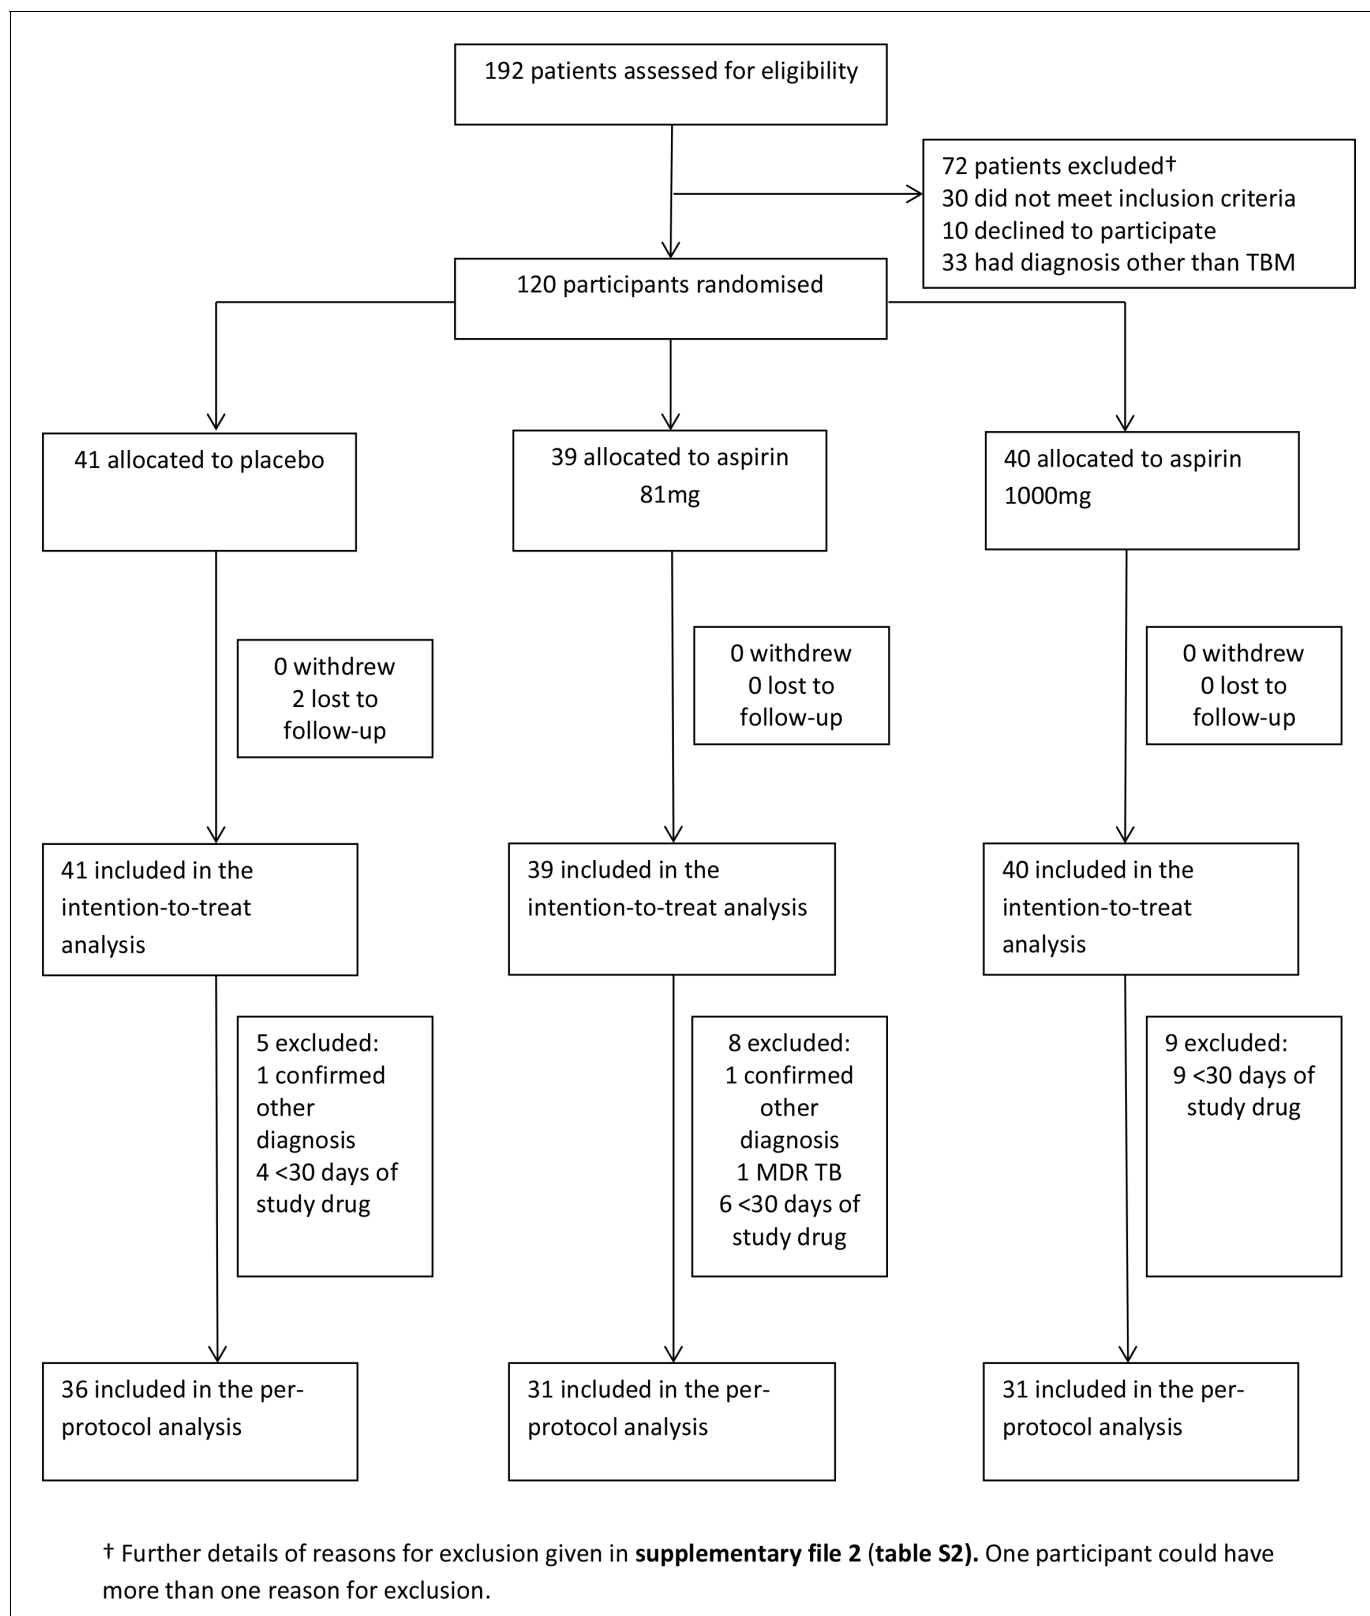 192 patients assessed for eligibility
72 patients excluded†
30 did not meet inclusion criteria
10 declined to participate
33 had diagnosis other than TBM
120 participants randomised
41 allocated to placebo
39 allocated to aspirin
81mg
40 allocated to aspirin
1000mg
0 withdrew
2 lost to
follow-up
0 withdrew
0 lost to
follow-up
0 withdrew
0 lost to
follow-up
41 included in the
intention-to-treat
analysis
39 included in the
intention-to-treat analysis
40 included in the
intention-to-treat
analysis
5 excluded:
1 confirmed
other
diagnosis
4 <30 days of
study drug
8 excluded:
1 confirmed
other
diagnosis
1 MDR TB
6 <30 days of
study drug
9 excluded:
9 <30 days of
study drug
36 included in the per-
protocol analysis
31 included in the per-
protocol analysis
31 included in the per-
protocol analysis
† Further details of reasons for exclusion given in supplementary file 2 (table S2). One participant could have
more than one reason for exclusion.